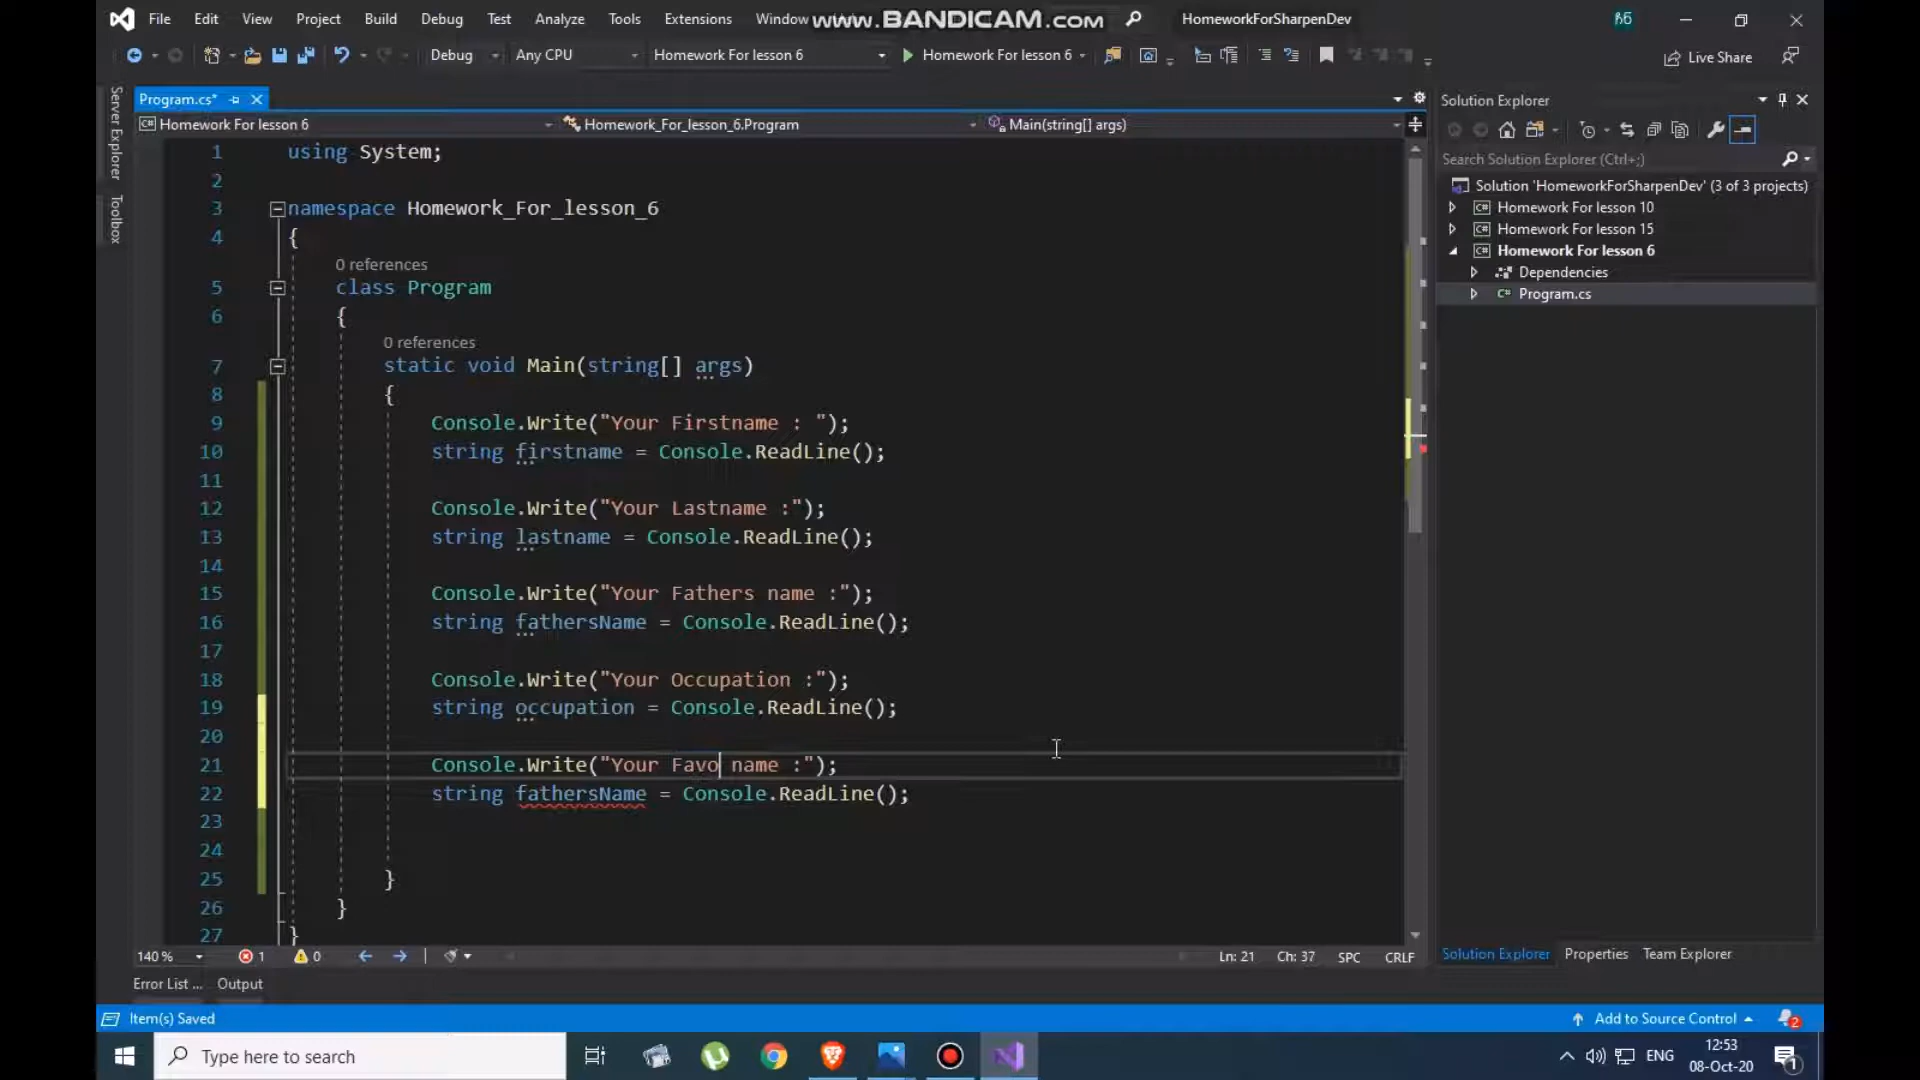 File Edit View Project Build Debug Test Analyze Tools Extensions Window www.BANDICAM.com HomeworkForSharpenDev
Debug Any CPU Homework For lesson 6 Homework For lesson 6 Live Share
Server Explorer
Toolbox
Program.cs*
Homework For lesson 6 Homework_For_lesson_6.Program Main(string[] args)
1 using System;
2
3 namespace Homework_For_lesson_6
4 {
0 references
5 class Program
6 {
0 references
7 static void Main(string[] args)
8 {
9 Console.Write("Your Firstname : ");
10 string firstname = Console.ReadLine();
11
12 Console.Write("Your Lastname :");
13 string lastname = Console.ReadLine();
14
15 Console.Write("Your Fathers name :");
16 string fathersName = Console.ReadLine();
17
18 Console.Write("Your Occupation :");
19 string occupation = Console.ReadLine();
20
21 Console.Write("Your Favo name :");
22 string fathersName = Console.ReadLine();
23
24
25 }
26 }
27 }
140 % 1 0 Ln: 21 Ch: 37 SPC CRLF
Error List ... Output
Solution Explorer
Search Solution Explorer (Ctrl+;)
Solution 'HomeworkForSharpenDev' (3 of 3 projects)
C# Homework For lesson 10
C# Homework For lesson 15
C# Homework For lesson 6
Dependencies
C# Program.cs
Solution Explorer Properties Team Explorer
Item(s) Saved Add to Source Control 2
Type here to search ENG 12:53
08-Oct-20 1